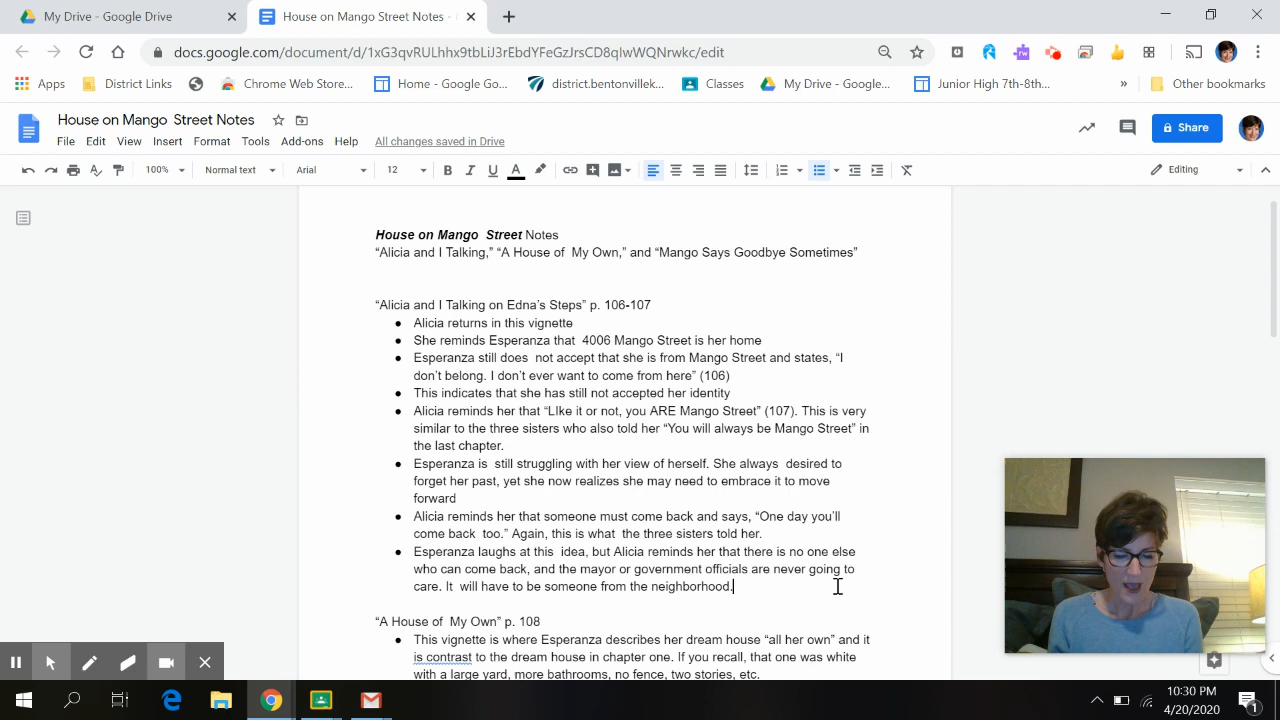 My Drive - Google Drive
House on Mango Street Notes -
docs.google.com/document/d/1xG3qvRULhhx9tbLiJ3rEbdYFeGzJrsCD8qlwWQNrwkc/edit
Apps
District Links
Chrome Web Store...
Home - Google Go...
district.bentonvillek...
Classes
My Drive - Google...
Junior High 7th-8th...
»
Other bookmarks
House on Mango  Street Notes
File Edit View Insert Format Tools Add-ons Help All changes saved in Drive
Share
100% Normal text Arial 12 B I U A Editing
House on Mango  Street Notes
“Alicia and I Talking,” “A House of  My Own,” and “Mango Says Goodbye Sometimes”
“Alicia and I Talking on Edna’s Steps” p. 106-107
● Alicia returns in this vignette
● She reminds Esperanza that  4006 Mango Street is her home
● Esperanza still does  not accept that she is from Mango Street and states, “I
don’t belong. I don’t ever want to come from here” (106)
● This indicates that she has still not accepted her identity
● Alicia reminds her that “LIke it or not, you ARE Mango Street” (107). This is very
similar to the three sisters who also told her “You will always be Mango Street” in
the last chapter.
● Esperanza is  still struggling with her view of herself. She always  desired to
forget her past, yet she now realizes she may need to embrace it to move
forward
● Alicia reminds her that someone must come back and says, “One day you’ll
come back  too.” Again, this is what  the three sisters told her.
● Esperanza laughs at this  idea, but Alicia reminds her that there is no one else
who can come back, and the mayor or government officials are never going to
care. It  will have to be someone from the neighborhood.
“A House of  My Own” p. 108
● This vignette is where Esperanza describes her dream house “all her own” and it
is contrast to the dream house in chapter one. If you recall, that one was white
with a large yard, more bathrooms, no fence, two stories, etc.
10:30 PM
4/20/2020